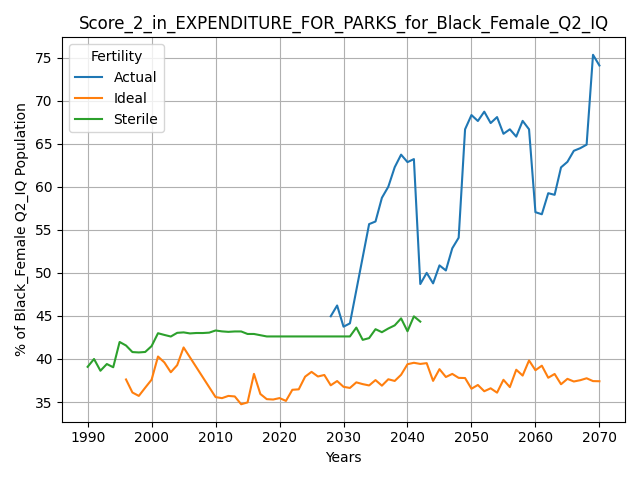 Score_2_in_EXPENDITURE_FOR_PARKS_for_Black_Female_Q2_IQ
Fertility
Actual
Ideal
Sterile
% of Black_Female Q2_IQ Population
75
70
65
60
55
50
45
40
35
1990 2000 2010 2020 2030 2040 2050 2060 2070
Years